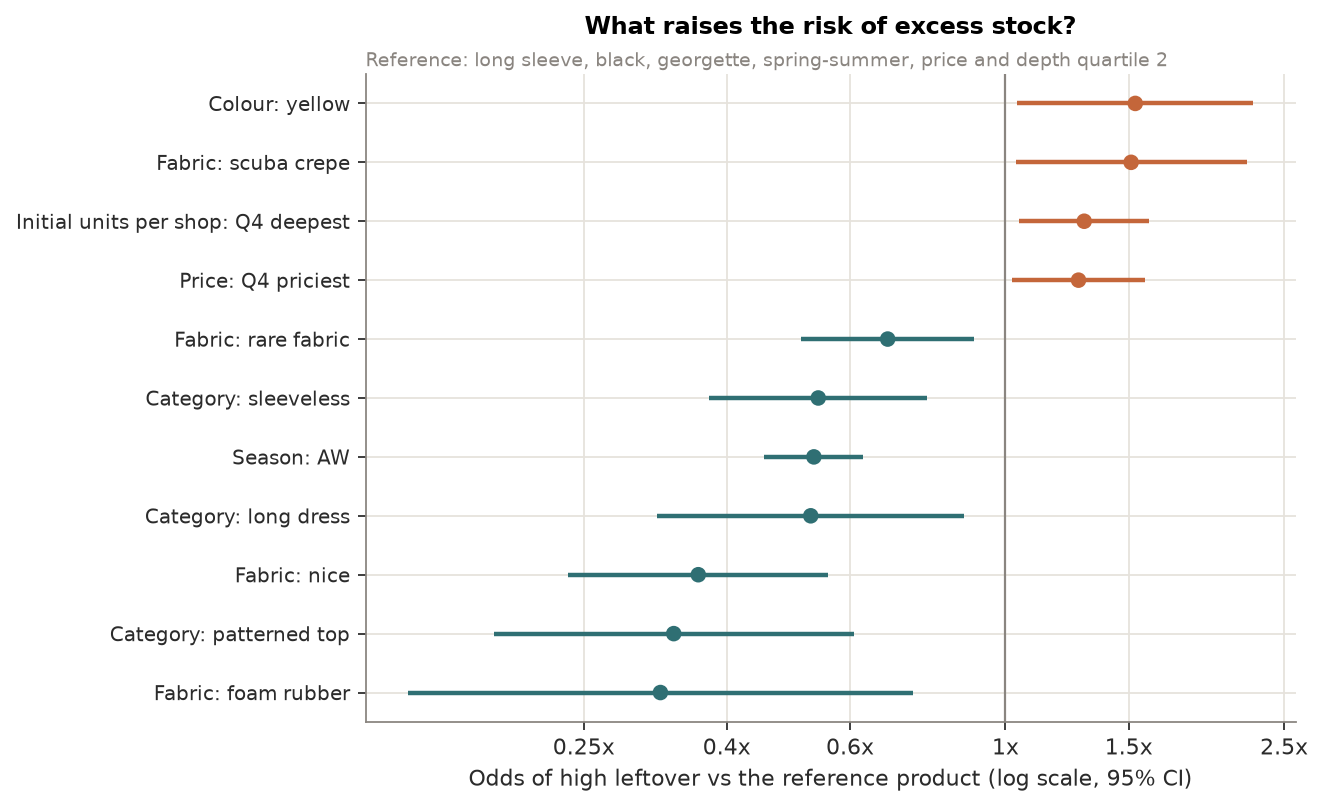 What raises the risk of excess stock?
Reference: long sleeve, black, georgette, spring-summer, price and depth quartile 2
Colour: yellow
Fabric: scuba crepe
Initial units per shop: Q4 deepest
Price: Q4 priciest
Fabric: rare fabric
Category: sleeveless
Season: AW
Category: long dress
Fabric: nice
Category: patterned top
Fabric: foam rubber
0.25x 0.4x 0.6x 1x 1.5x 2.5x
Odds of high leftover vs the reference product (log scale, 95% CI)